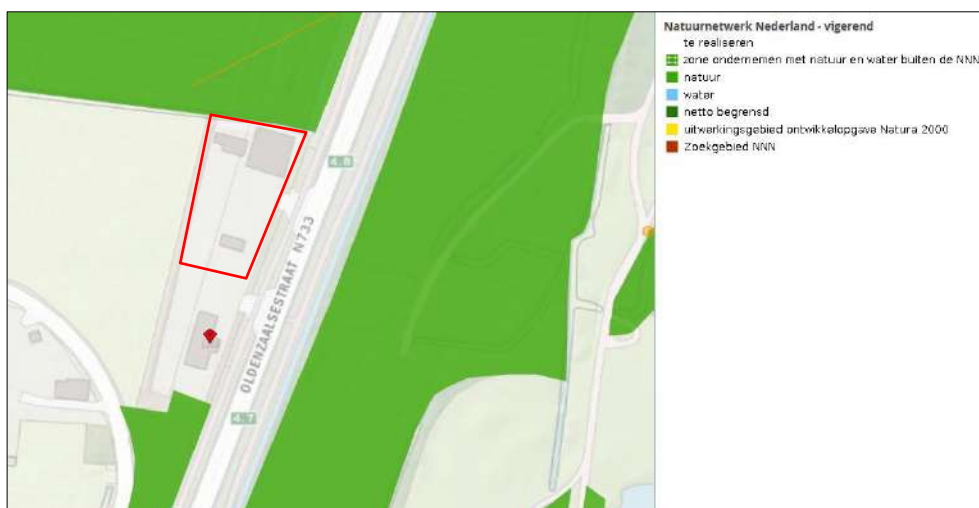 Natuurnetwerk Nederland - vigerend
te realiseren
zone ondernemen met natuur en water buiten de NNN
natuur
water
netto begrensd
uitwerkingsgebied ontwikkelopgave Natura 2000
Zoekgebied NNN
4.8
OLDENZAALSESTRAAT N733
4.7